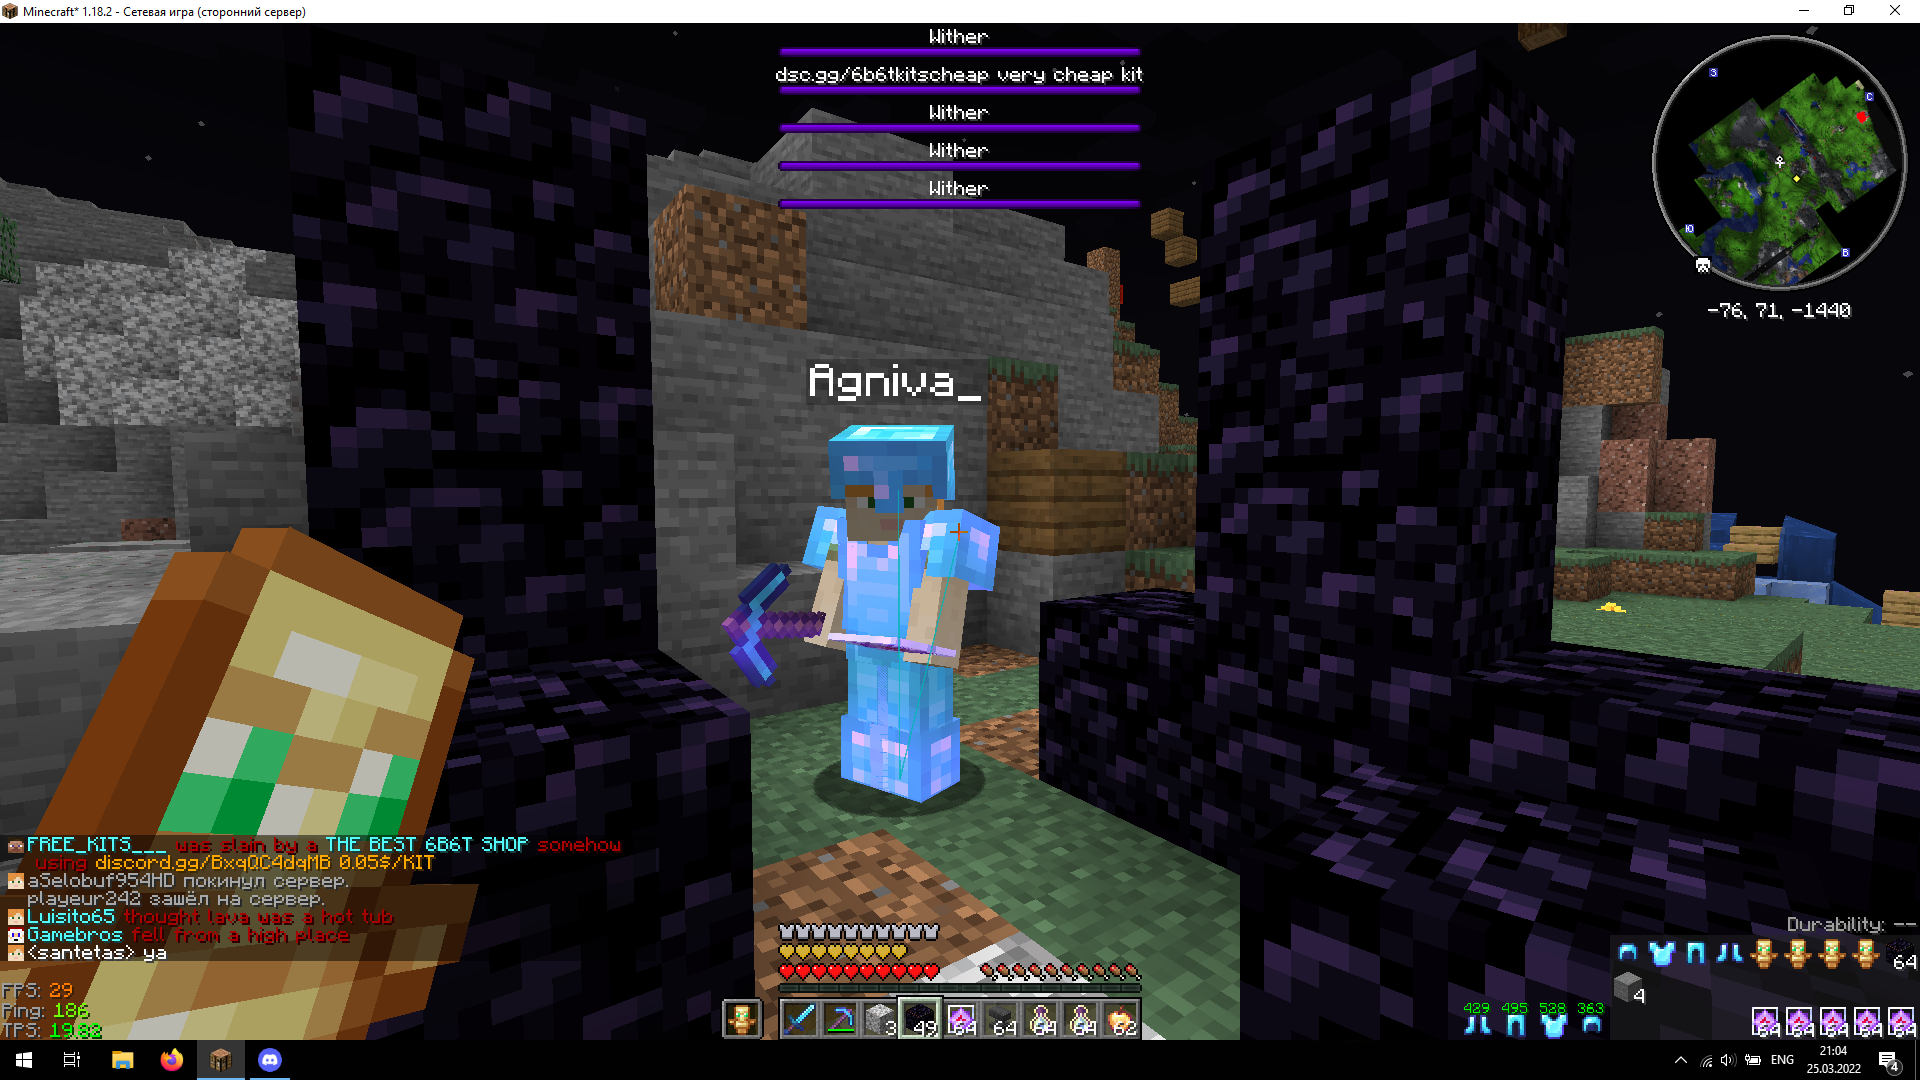 Minecraft* 1.18.2 - Сетевая игра (сторонний сервер)
Wither
dsc.gg/6b6tkitscheap very cheap kit
Wither
Wither
Wither
З
С
Ю
В
-76, 71, -1440
Agniva_
FREE_KITS___ was slain by a THE BEST 6B6T SHOP somehow
using discord.gg/BxqQC4dqMB 0.05$/KIT
aSelobuf954HD покинул сервер.
playeur242 зашёл на сервер.
Luisito65 thought lava was a hot tub
Gamebros fell from a high place
<santetas> ya
FPS: 29
Ping: 186
TPS: 19.82
Durability: --
64
4
429 495 528 363
3 49 64 64 64 64 62
64 64 64 64 64
ENG
21:04
25.03.2022
4